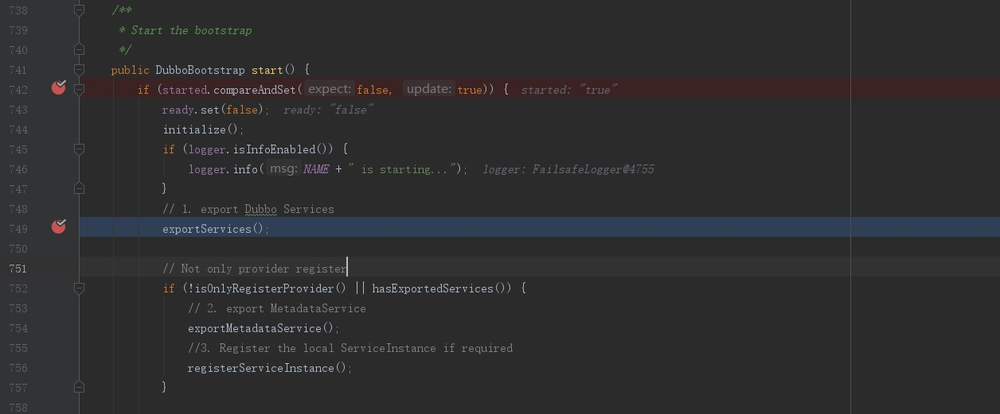 738 /**
739 * Start the bootstrap
740 */
741 public DubboBootstrap start() {
742 if (started.compareAndSet( expect: false, update: true)) { started: "true"
743 ready.set(false); ready: "false"
744 initialize();
745 if (logger.isInfoEnabled()) {
746 logger.info( msg: NAME + " is starting..."); logger: FailsafeLogger@4755
747 }
748 // 1. export Dubbo Services
749 exportServices();
750
751 // Not only provider register
752 if (!isOnlyRegisterProvider() || hasExportedServices()) {
753 // 2. export MetadataService
754 exportMetadataService();
755 //3. Register the local ServiceInstance if required
756 registerServiceInstance();
757 }
758